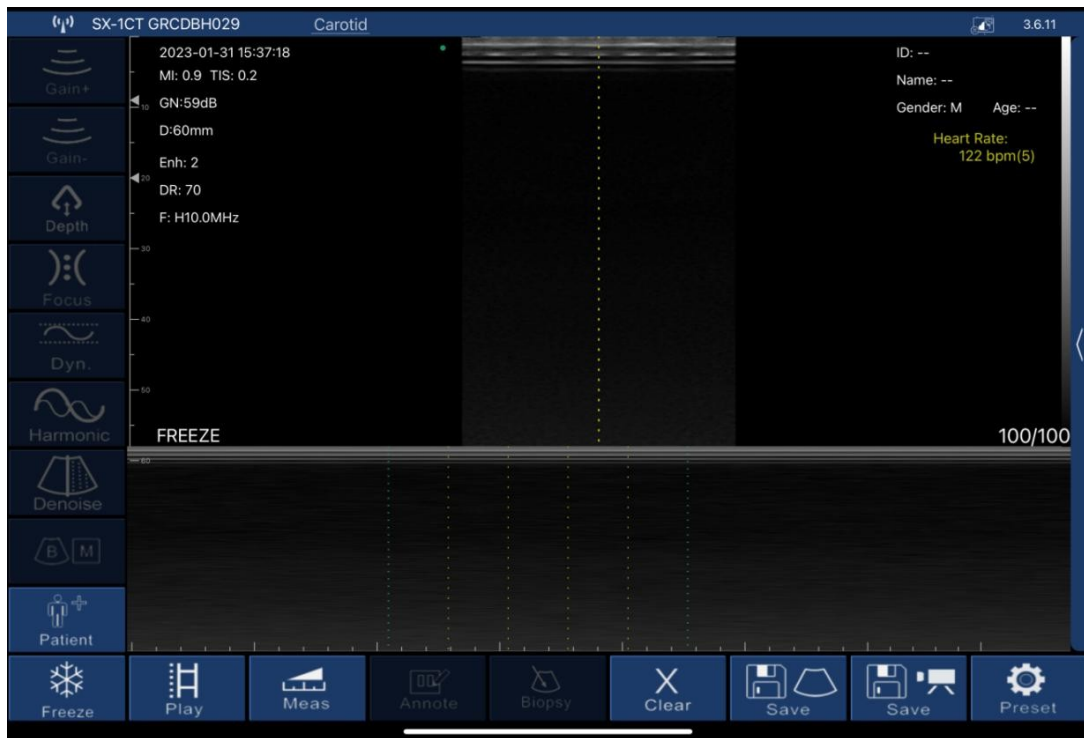 SX-1CT GRCDBH029 Carotid 3.6.11
2023-01-31 15:37:18
MI: 0.9 TIS: 0.2
GN:59dB
D:60mm
Enh: 2
DR: 70
F: H10.0MHz
ID: --
Name: --
Gender: M Age: --
Heart Rate:
122 bpm(5)
10
20
30
40
50
60
FREEZE
100/100
Gain+
Gain-
Depth
Focus
Dyn.
Harmonic
Denoise
B M
Patient
Freeze
Play
Meas
Annote
Biopsy
Clear
Save
Save
Preset